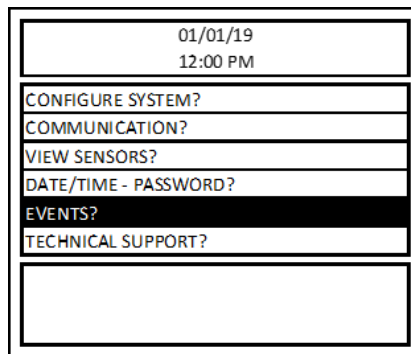 01/01/19
12:00 PM
CONFIGURE SYSTEM?
COMMUNICATION?
VIEW SENSORS?
DATE/TIME - PASSWORD?
EVENTS?
TECHNICAL SUPPORT?